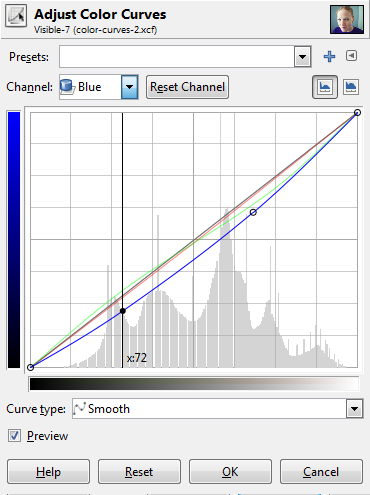 Adjust Color Curves
Visible-7 (color-curves-2.xcf)
Presets:
Channel: Blue Reset Channel
x:72
Curve type: Smooth
Preview
Help Reset OK Cancel